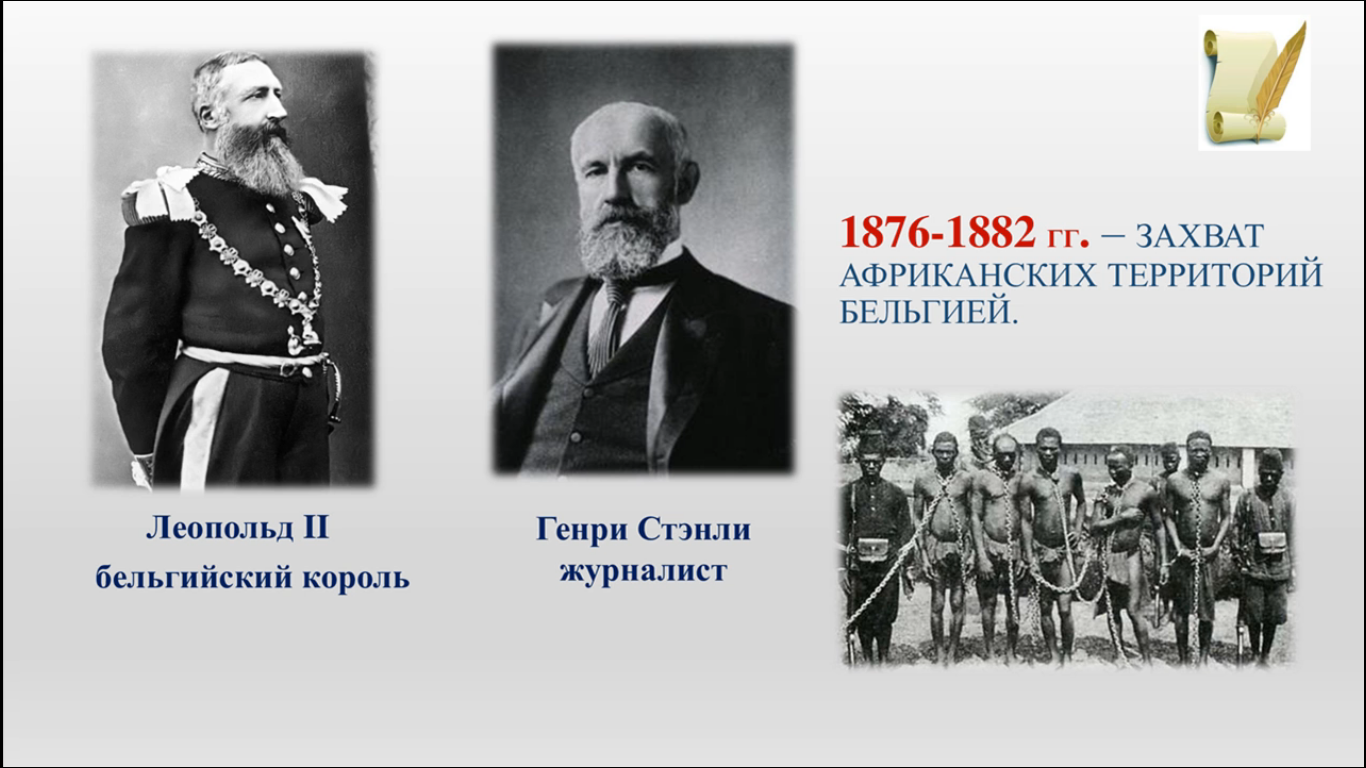 Леопольд II
бельгийский король
Генри Стэнли
журналист
1876-1882 гг. – ЗАХВАТ
АФРИКАНСКИХ ТЕРРИТОРИЙ
БЕЛЬГИЕЙ.